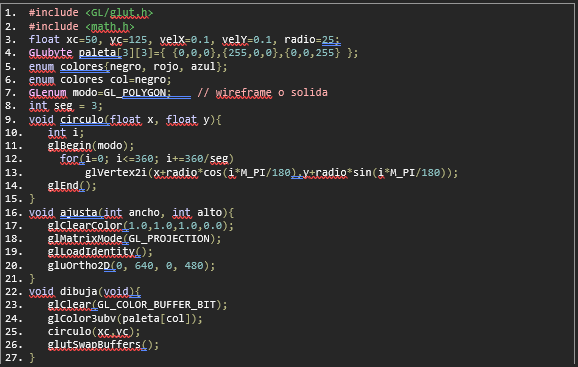 1. #include <GL/glut.h>
2. #include <math.h>
3. float xc=50, yc=125, velX=0.1, velY=0.1, radio=25;
4. GLubyte paleta[3][3]={ {0,0,0},{255,0,0},{0,0,255} };
5. enum colores{negro, rojo, azul};
6. enum colores col=negro;
7. GLenum modo=GL_POLYGON; // wireframe o solida
8. int seg = 3;
9. void circulo(float x, float y){
10. int i;
11. glBegin(modo);
12. for(i=0; i<=360; i+=360/seg)
13. glVertex2i(x+radio*cos(i*M_PI/180),y+radio*sin(i*M_PI/180));
14. glEnd();
15. }
16. void ajusta(int ancho, int alto){
17. glClearColor(1.0,1.0,1.0,0.0);
18. glMatrixMode(GL_PROJECTION);
19. glLoadIdentity();
20. gluOrtho2D(0, 640, 0, 480);
21. }
22. void dibuja(void){
23. glClear(GL_COLOR_BUFFER_BIT);
24. glColor3ubv(paleta[col]);
25. circulo(xc,yc);
26. glutSwapBuffers();
27. }